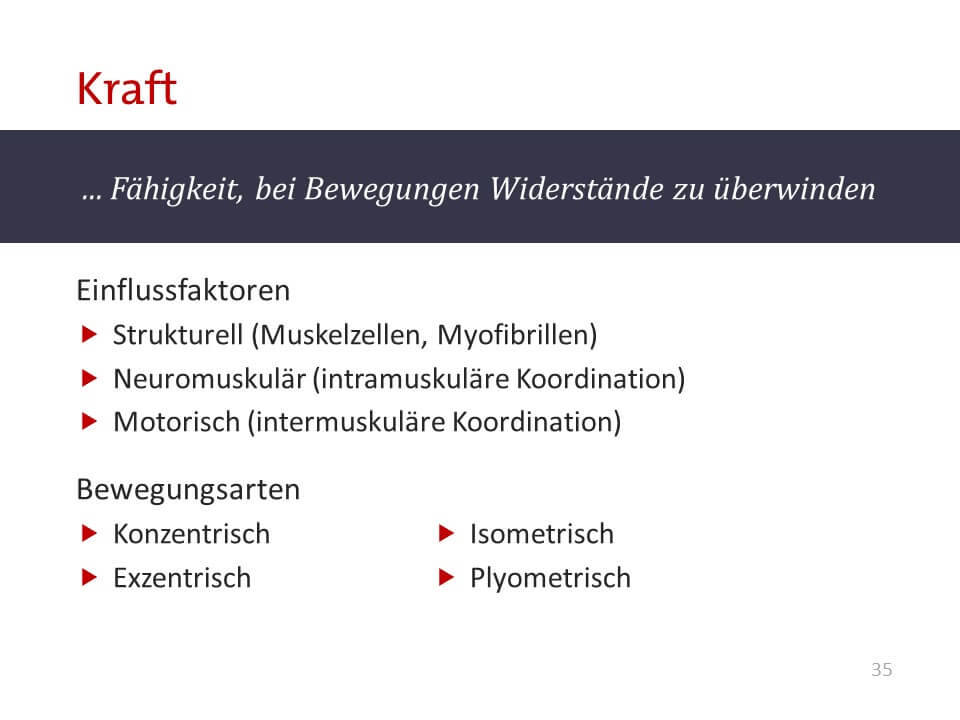 Kraft
... Fähigkeit, bei Bewegungen Widerstände zu überwinden
Einflussfaktoren
Strukturell (Muskelzellen, Myofibrillen)
Neuromuskulär (intramuskuläre Koordination)
Motorisch (intermuskuläre Koordination)
Bewegungsarten
Konzentrisch
Exzentrisch
Isometrisch
Plyometrisch
35